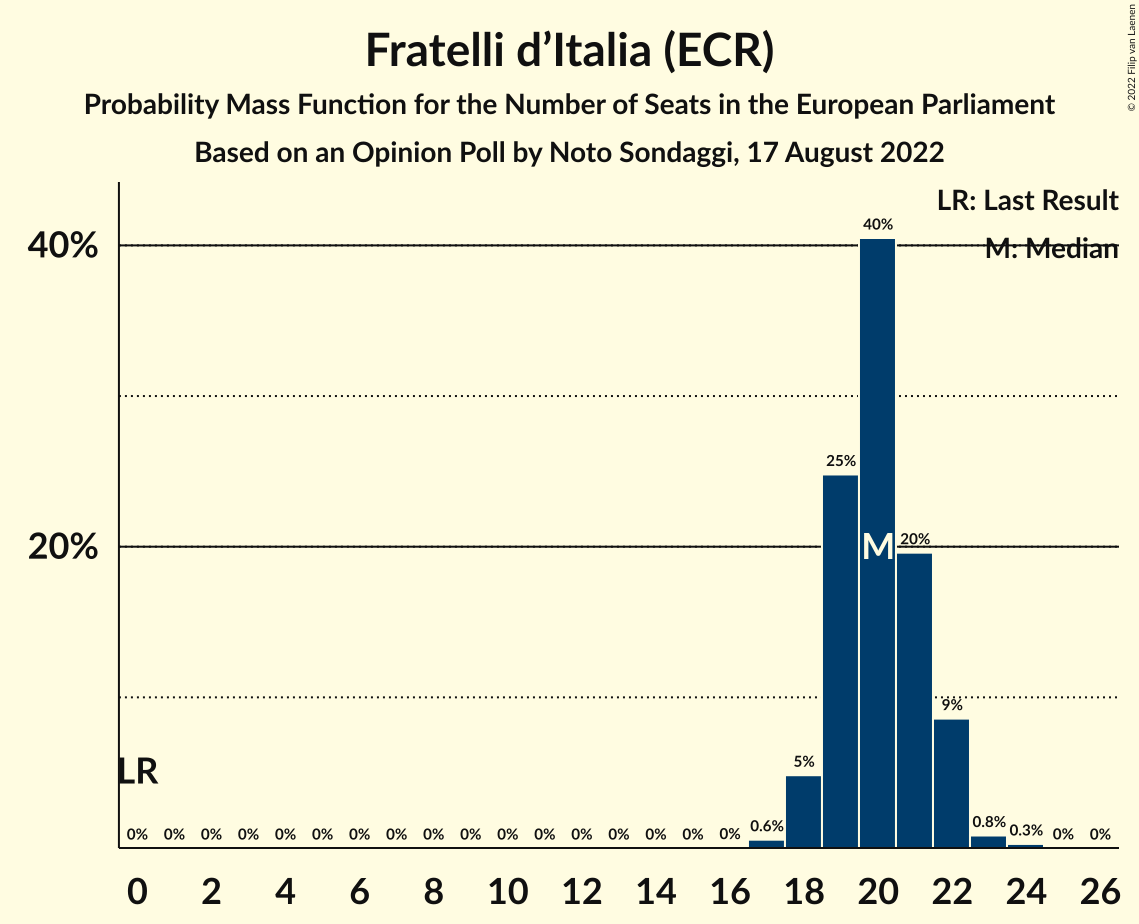 Fratelli d’Italia (ECR)
Probability Mass Function for the Number of Seats in the European Parliament
Based on an Opinion Poll by Noto Sondaggi, 17 August 2022
© 2022 Filip van Laenen
LR: Last Result
M: Median
40%
20%
40%
25%
M
20%
9%
5%
LR
0% 0% 0% 0% 0% 0% 0% 0% 0% 0% 0% 0% 0% 0% 0% 0% 0% 0.6% 0.8% 0.3% 0% 0%
0 2 4 6 8 10 12 14 16 18 20 22 24 26